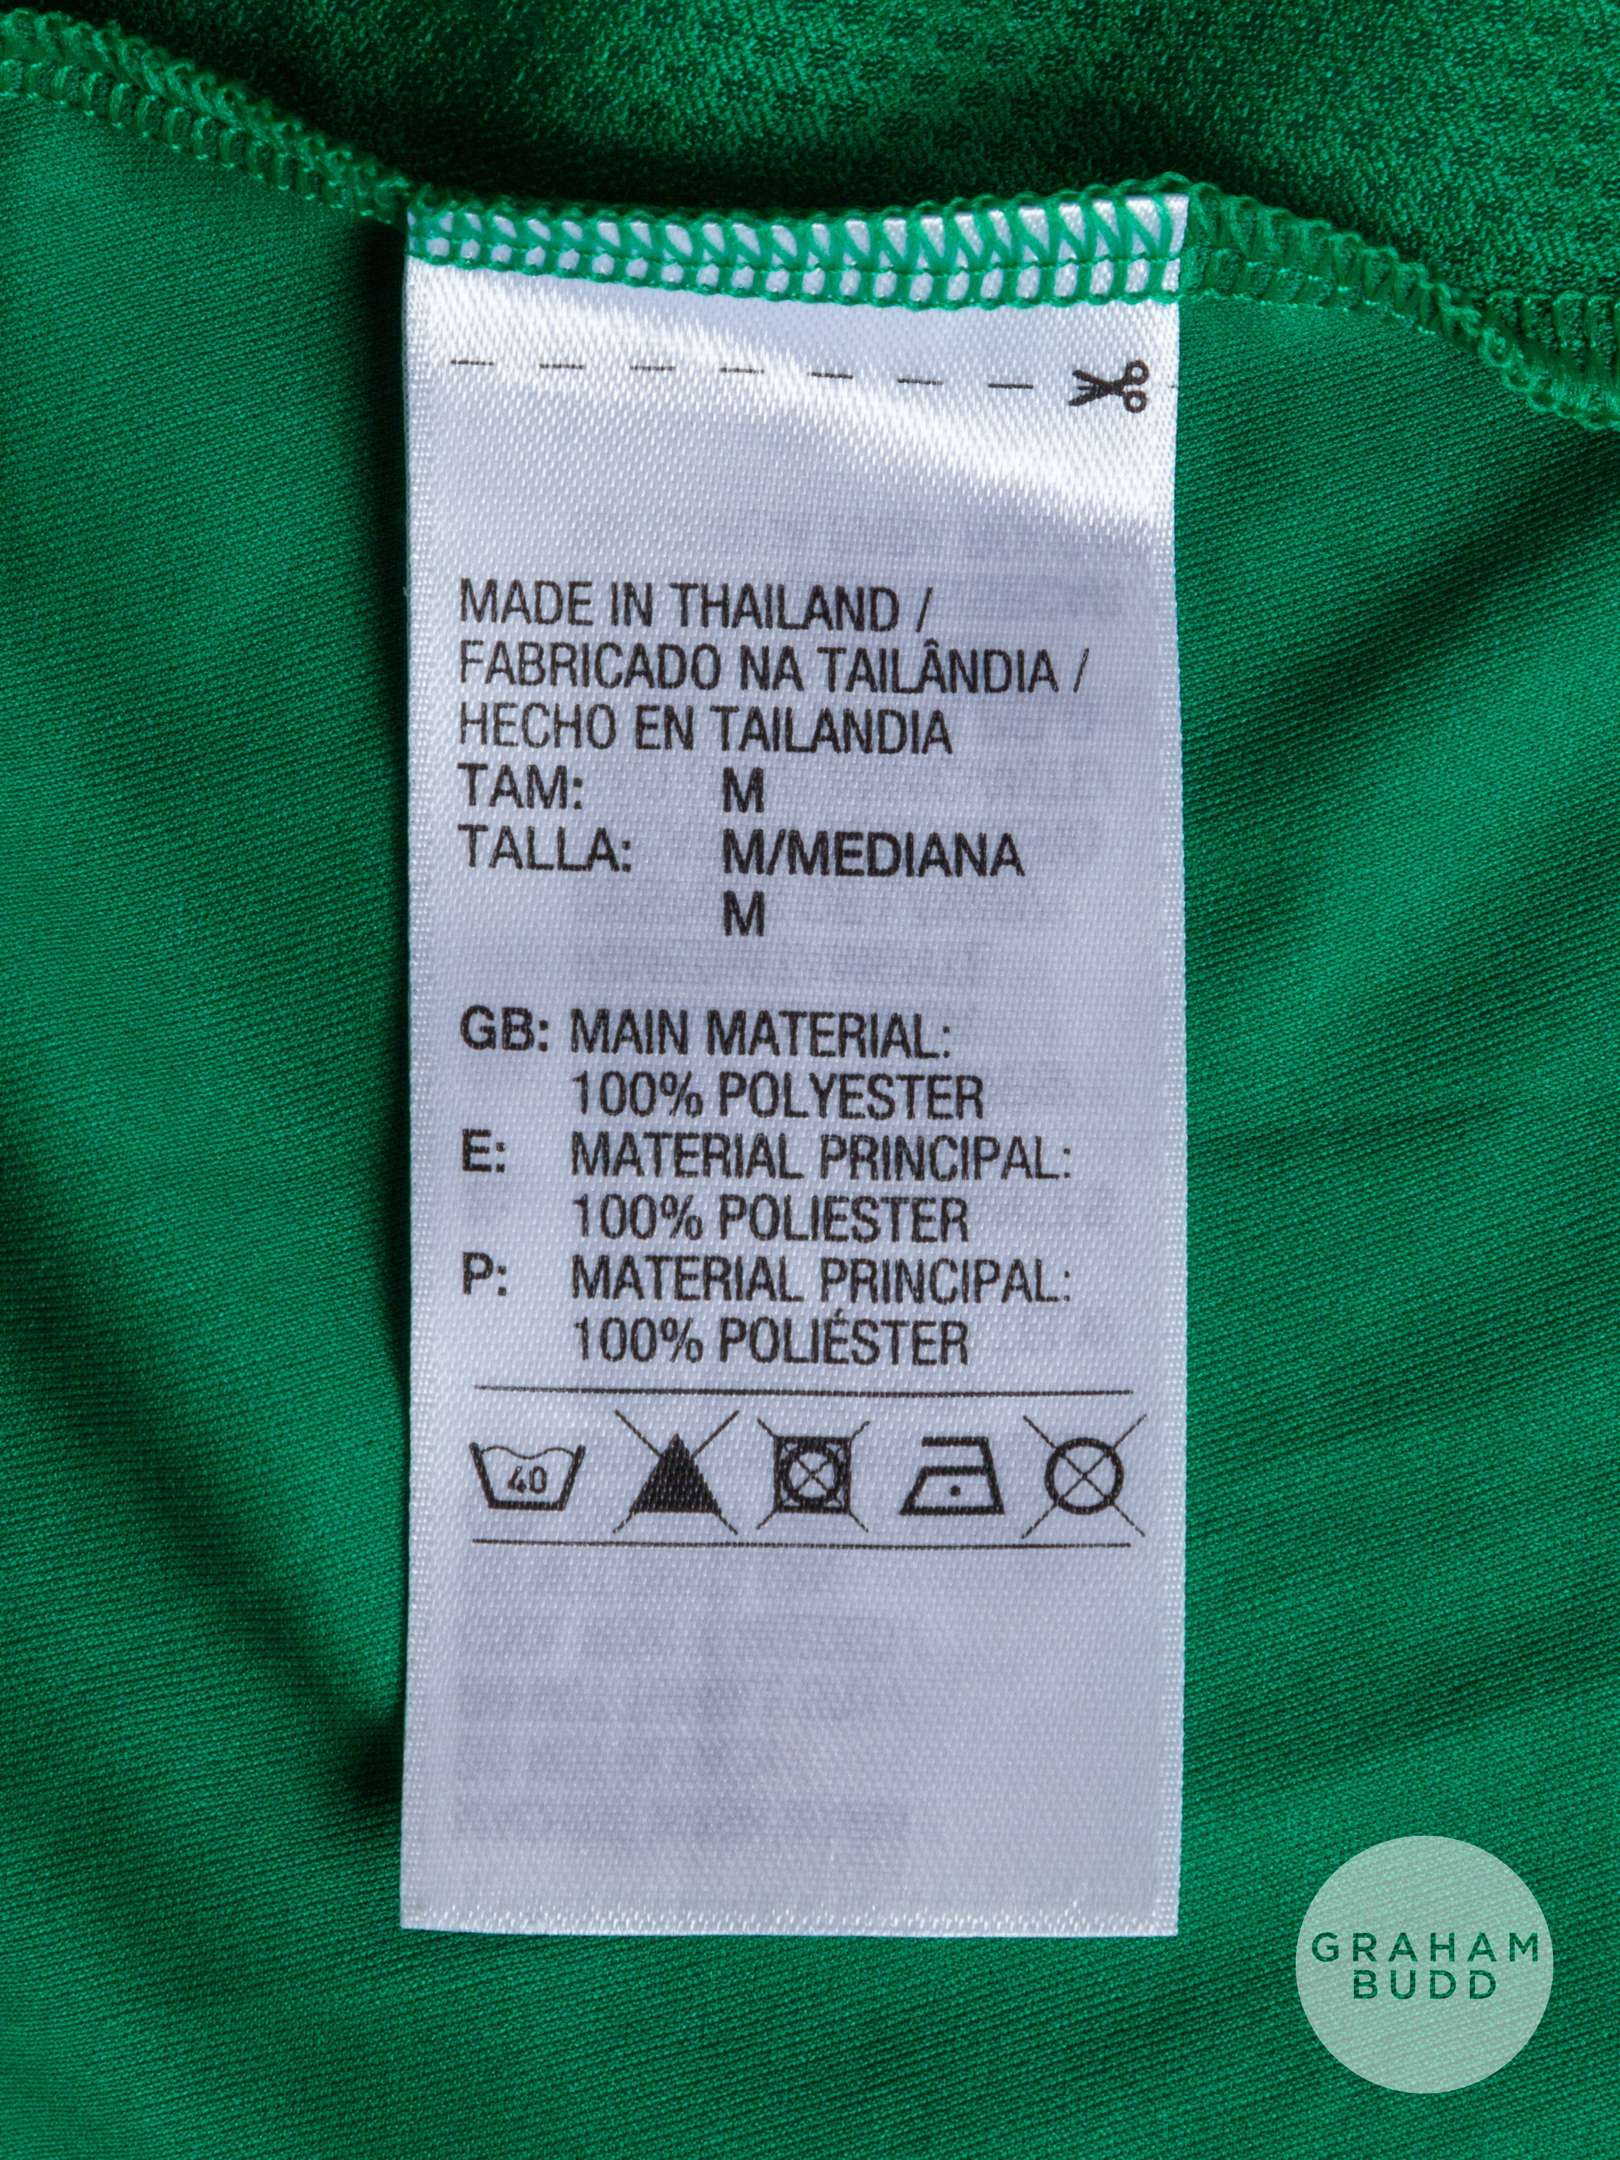 MADE IN THAILAND /
FABRICADO NA TAILÂNDIA /
HECHO EN TAILANDIA
TAM: M
TALLA: M/MEDIANA
M
GB: MAIN MATERIAL:
100% POLYESTER
E: MATERIAL PRINCIPAL:
100% POLIESTER
P: MATERIAL PRINCIPAL:
100% POLIÉSTER
40
GRAHAM
BUDD